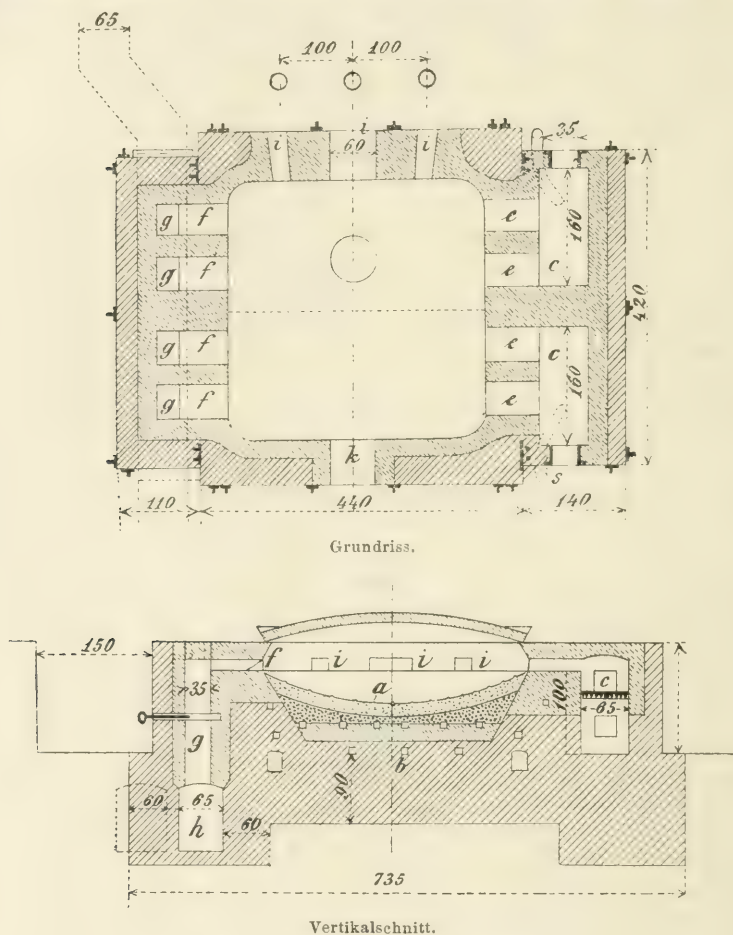 65
100 100
i
i 60 i
35
g f e
160
g f e c
420
g f e c
160
g f e
k
s
110 440 140
Grundriss.
150
f i i i
c
35 a
100
65
g
b
90
60 65
60
h
735
Vertikalschnitt.